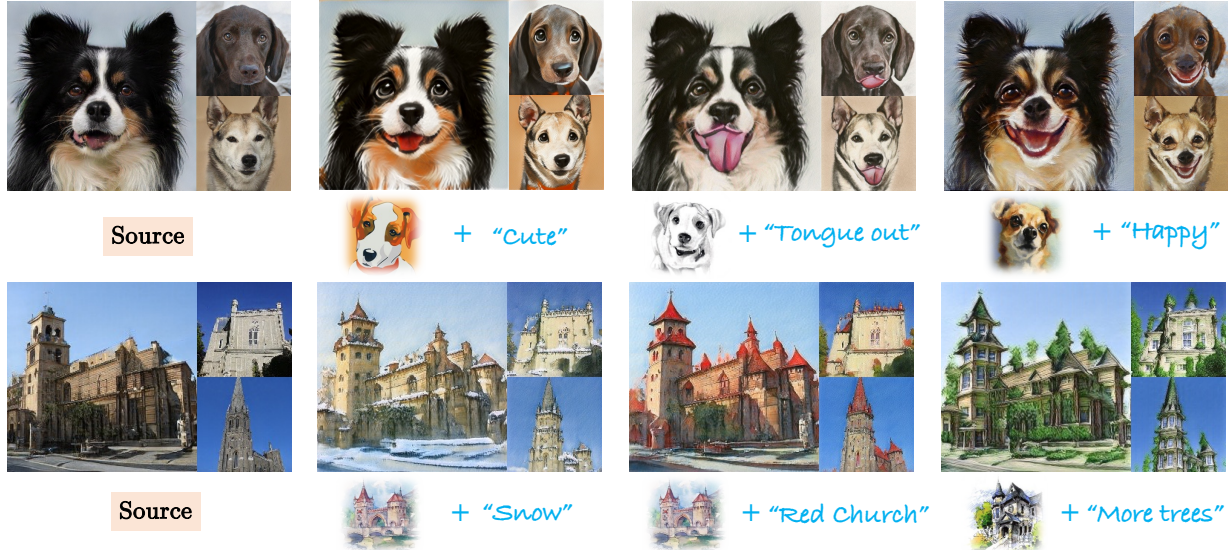 Source
+ “Cute”
+ “Tongue out”
+ “Happy”
Source
+ “Snow”
+ “Red Church”
+ “More trees”